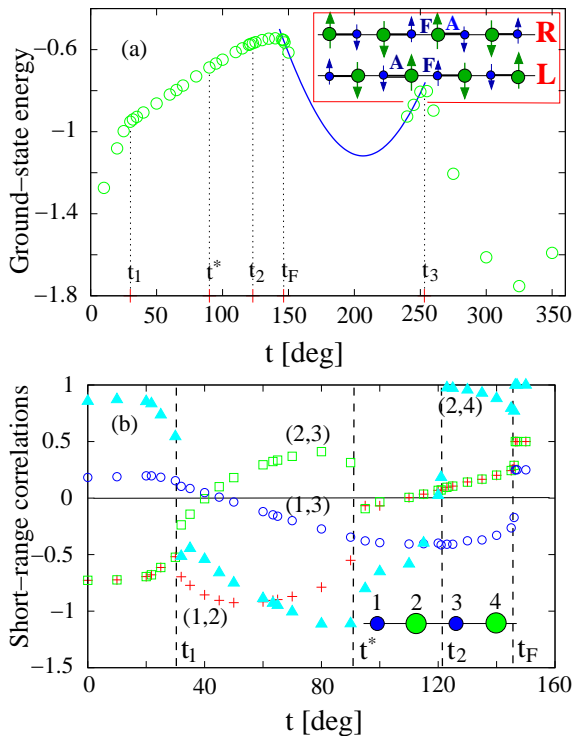 (a)
F A
R
A F
L
Ground−state energy
−0.6
−1
−1.4
−1.8
t1 t* t2 tF t3
0 50 100 150 200 250 300 350
t [deg]
(b)
(2,4)
(2,3)
(1,3)
(1,2)
Short−range correlations
1
0.5
0
−0.5
−1
−1.5
1 2 3 4
t1 t* t2 tF
0 40 80 120 160
t [deg]